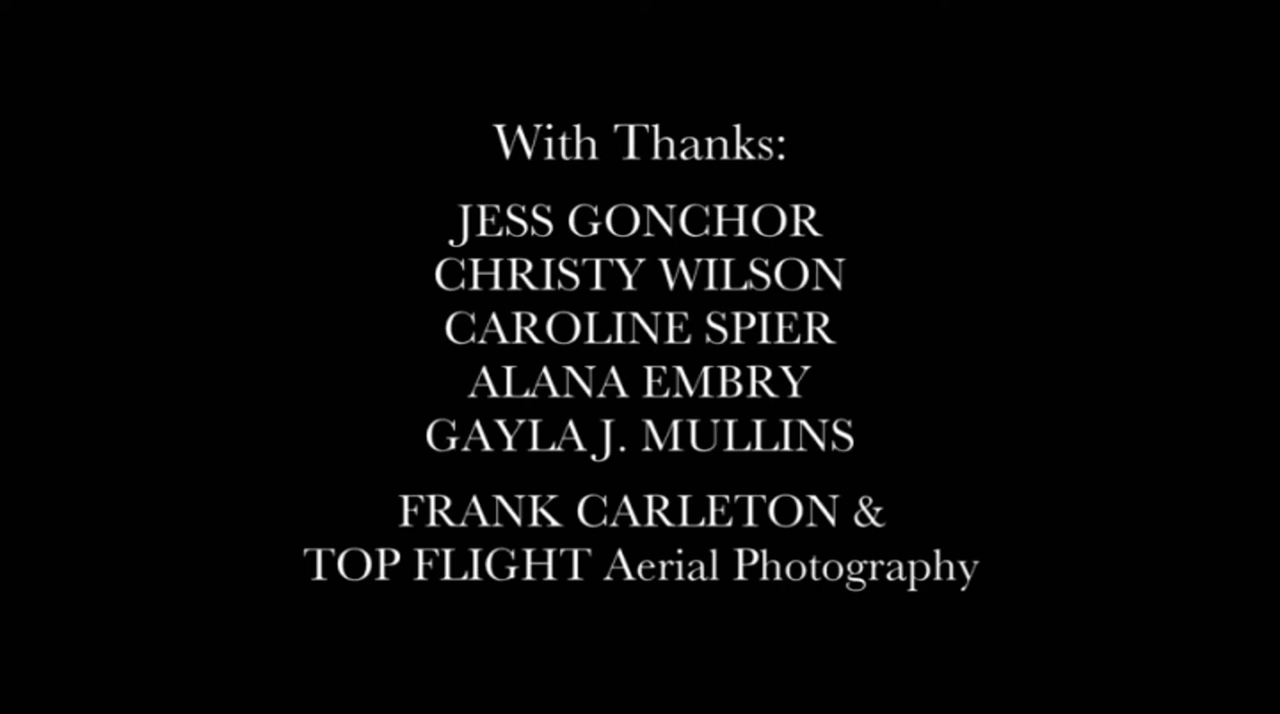 With Thanks:
JESS GONCHOR
CHRISTY WILSON
CAROLINE SPIER
ALANA EMBRY
GAYLA J. MULLINS
FRANK CARLETON &
TOP FLIGHT Aerial Photography